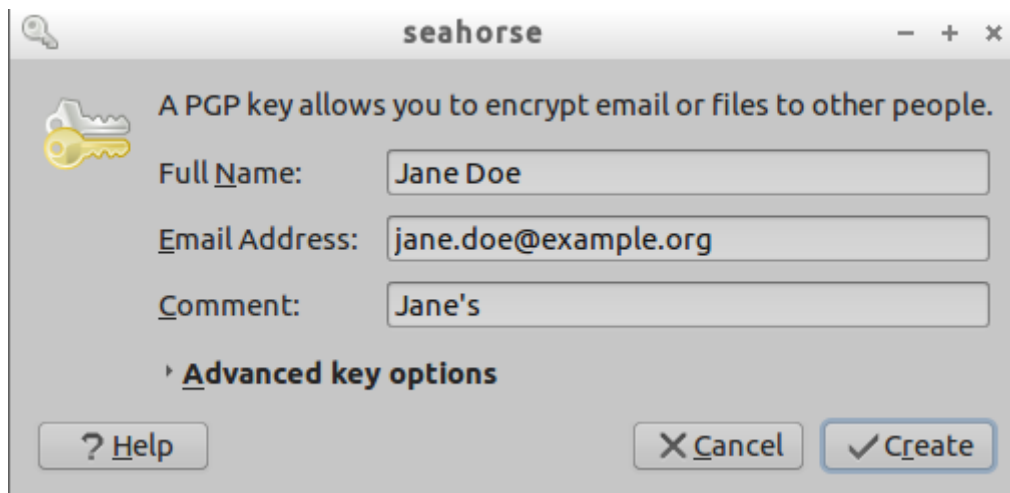 seahorse
A PGP key allows you to encrypt email or files to other people.
Full Name: Jane Doe
Email Address: jane.doe@example.org
Comment: Jane's
Advanced key options
? Help Cancel Create